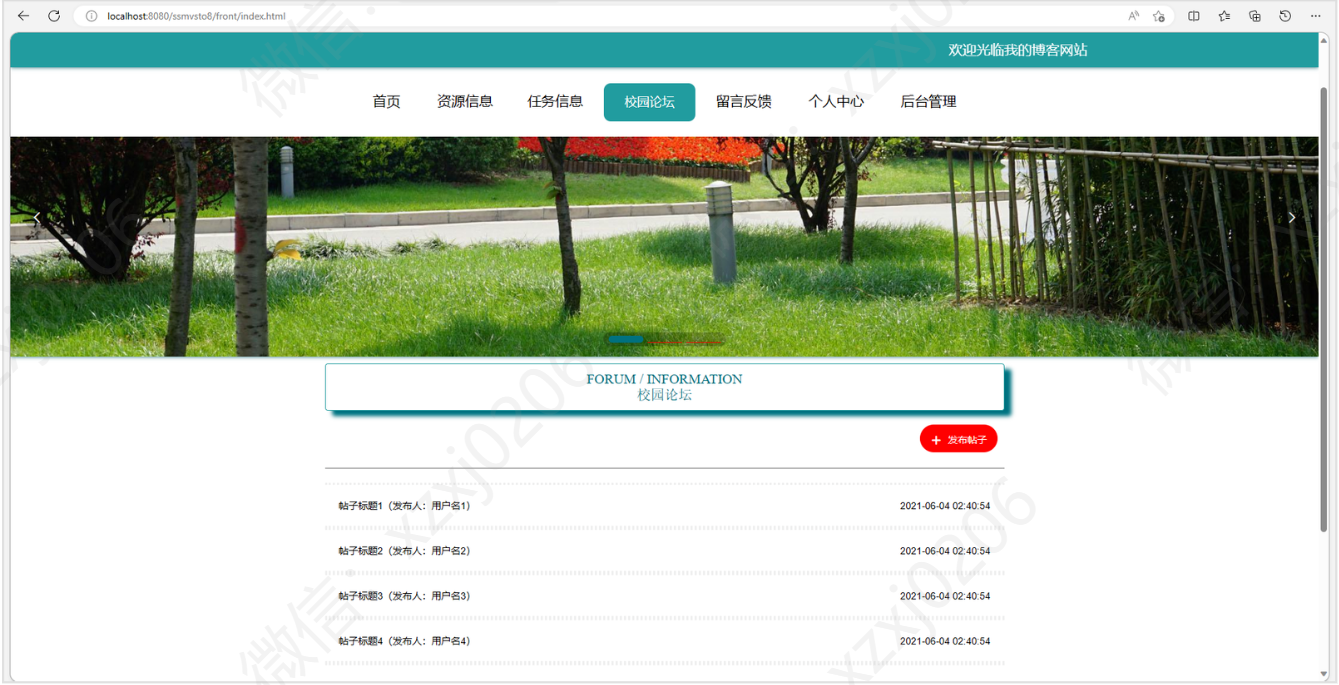 localhost:8080/ssmvsto8/front/index.html
欢迎光临我的博客网站
首页 资源信息 任务信息 校园论坛 留言反馈 个人中心 后台管理
FORUM / INFORMATION
校园论坛
+ 发布帖子
帖子标题1（发布人：用户名1） 2021-06-04 02:40:54
帖子标题2（发布人：用户名2） 2021-06-04 02:40:54
帖子标题3（发布人：用户名3） 2021-06-04 02:40:54
帖子标题4（发布人：用户名4） 2021-06-04 02:40:54
微信：xzxj0206